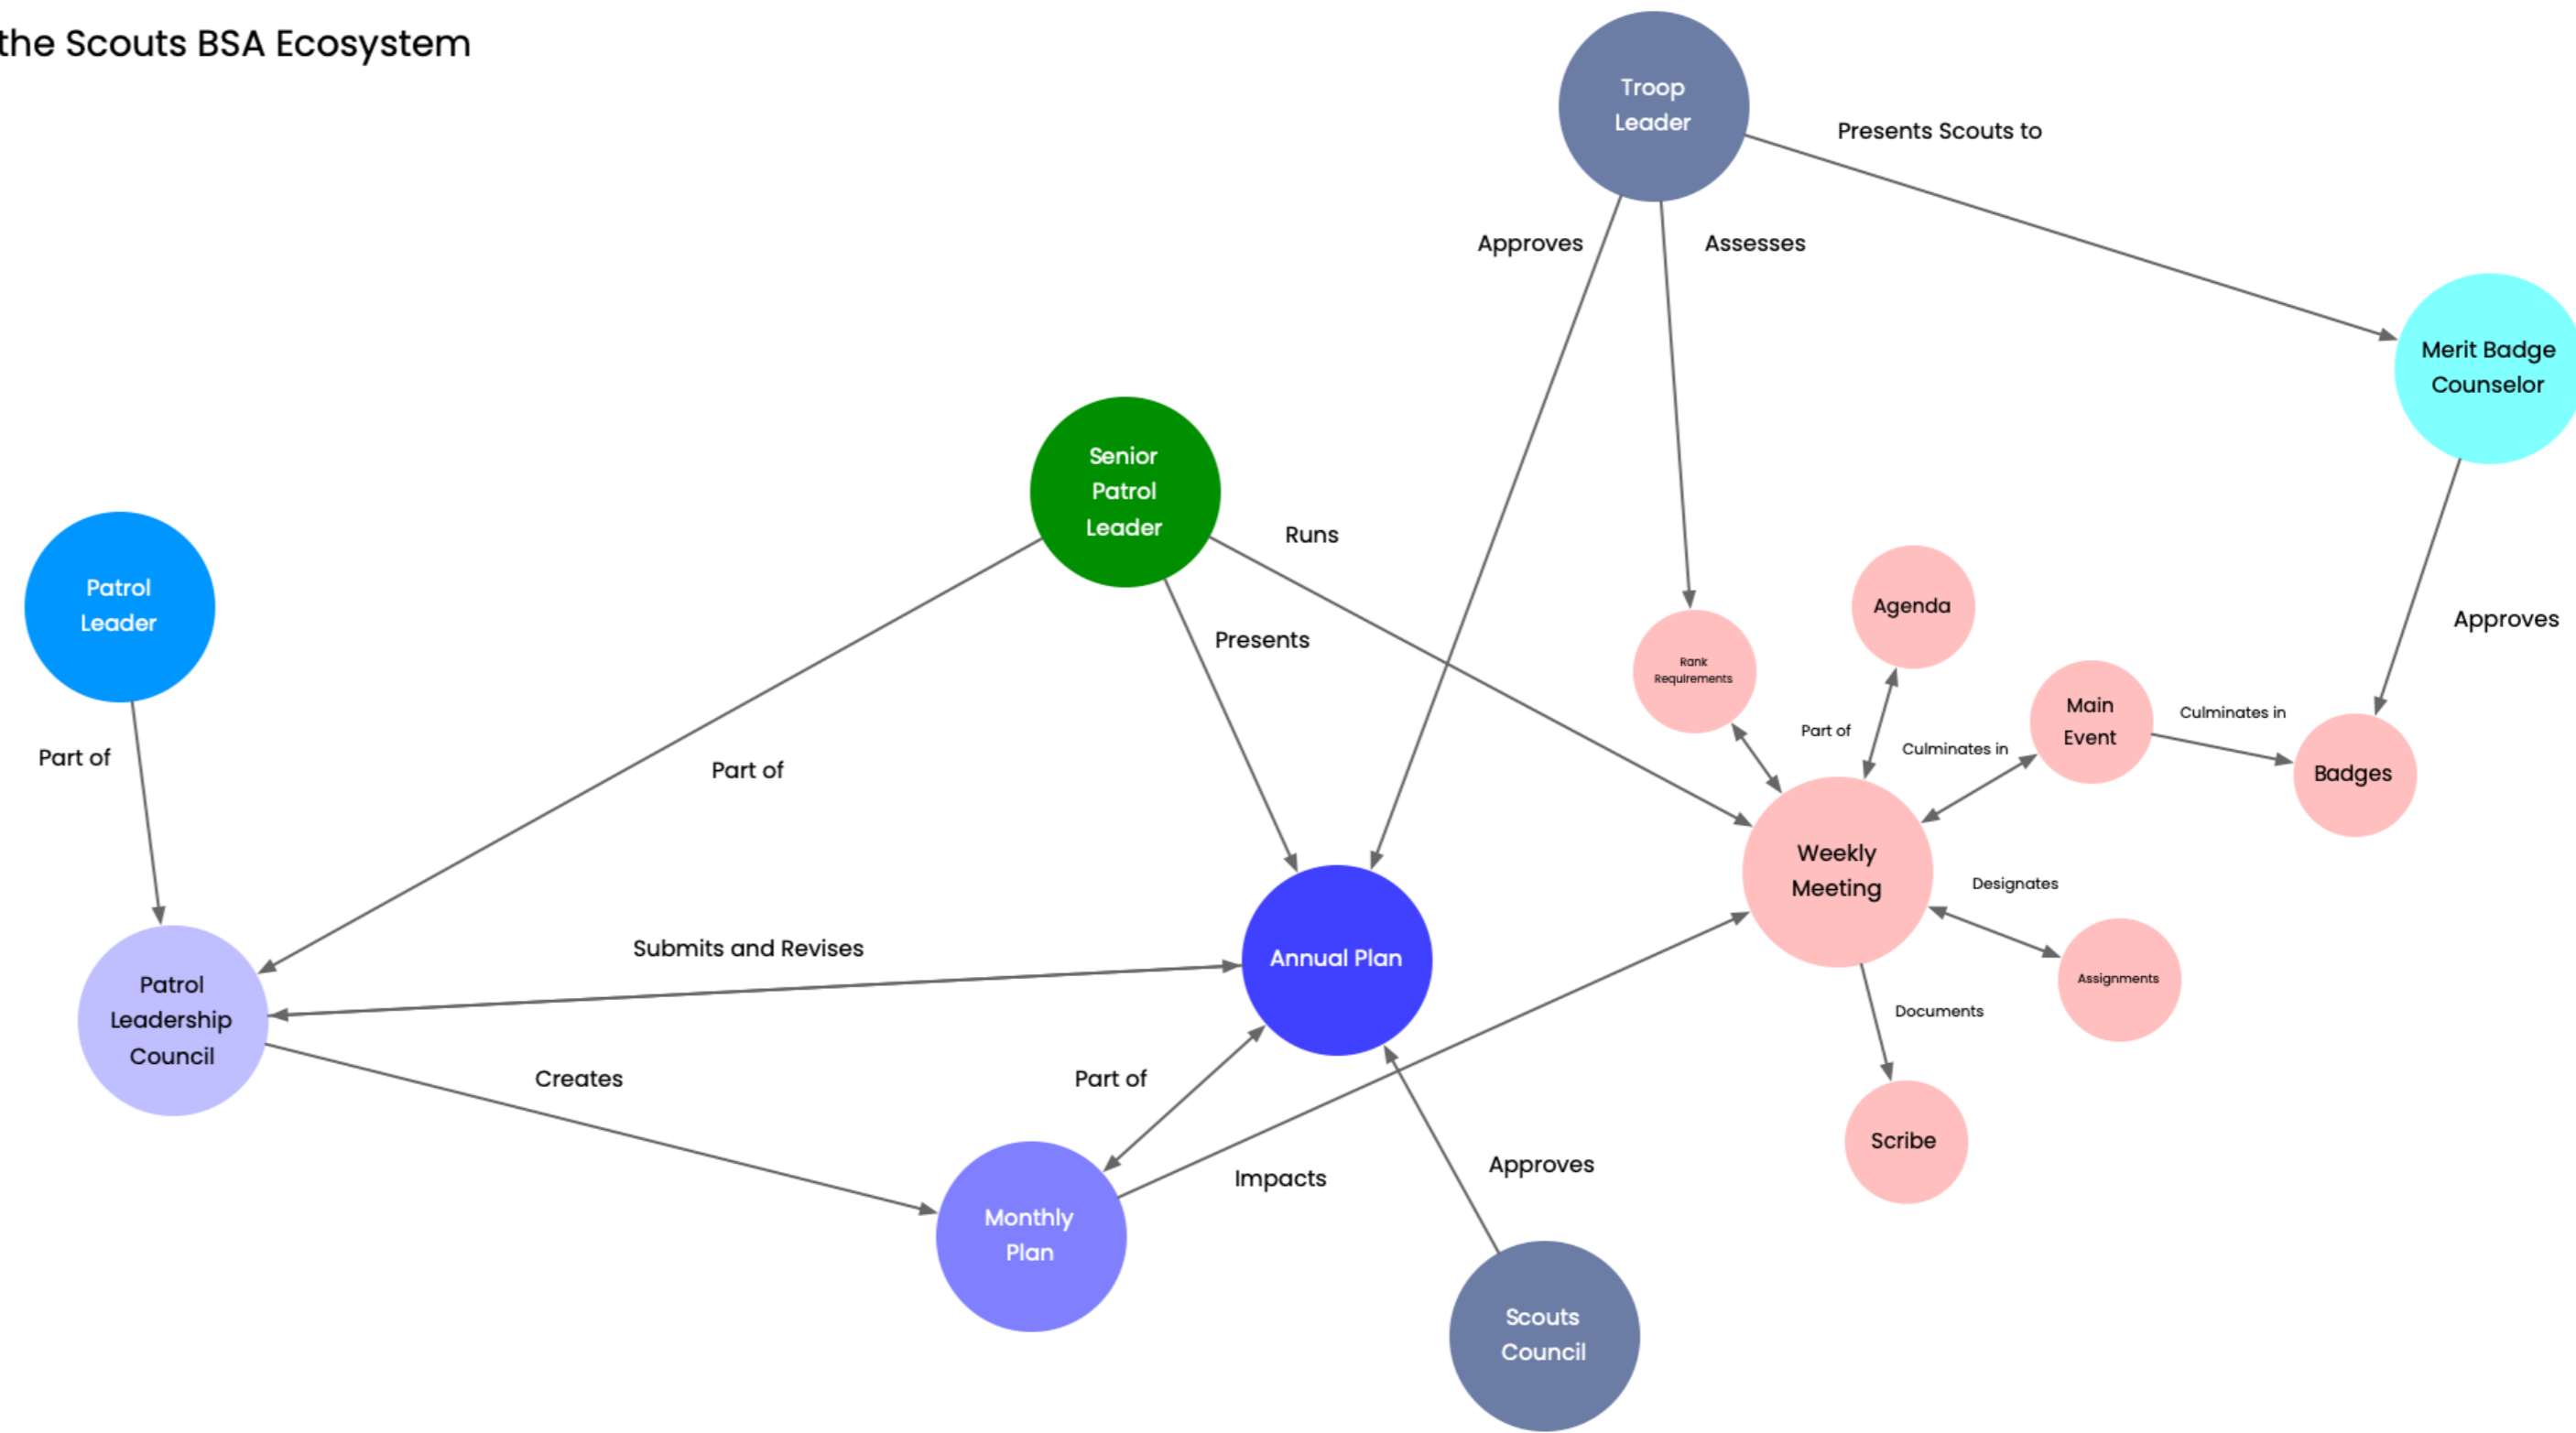 the Scouts BSA Ecosystem
Troop
Leader
Presents Scouts to
Approves
Assesses
Merit Badge
Counselor
Senior
Patrol
Leader
Runs
Patrol
Leader
Presents
Agenda
Approves
Rank
Requirements
Main
Event
Culminates in
Part of
Culminates in
Part of
Part of
Badges
Weekly
Meeting
Designates
Submits and Revises
Annual Plan
Assignments
Patrol
Leadership
Council
Documents
Creates
Part of
Scribe
Impacts
Approves
Monthly
Plan
Scouts
Council